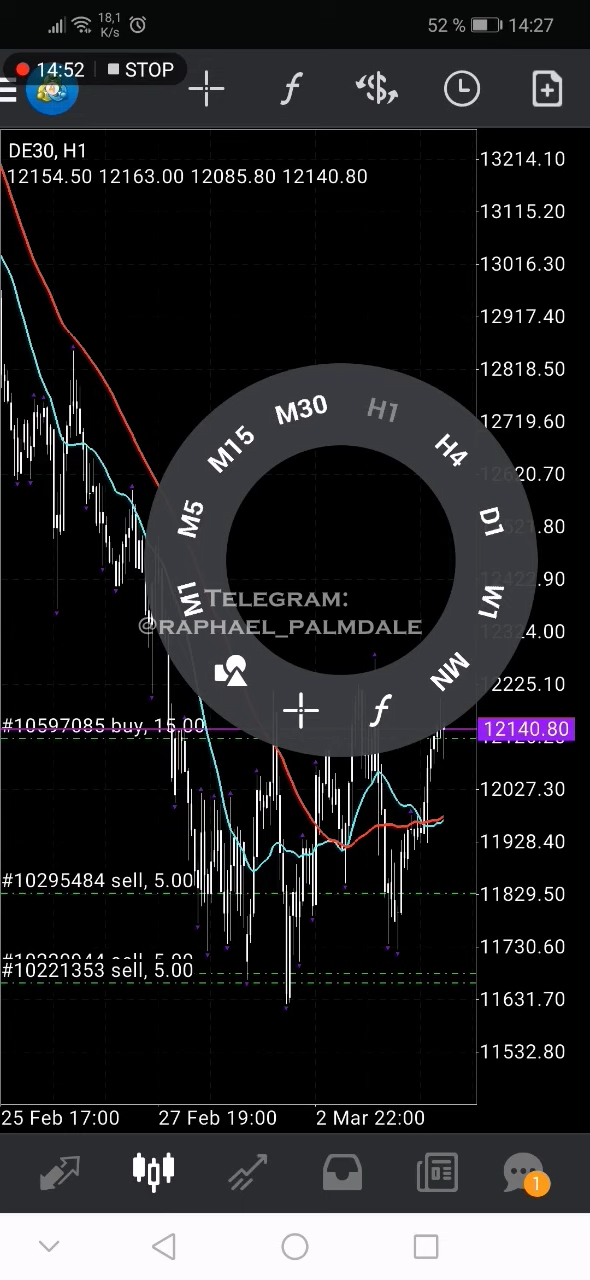 18,1 K/s
52 % 14:27
14:52 STOP
DE30, H1
12154.50 12163.00 12085.80 12140.80
13214.10
13115.20
13016.30
12917.40
12818.50
12719.60
M30 H1
M15 H4
M5 D1
M1 W1
MN
TELEGRAM:
@RAPHAEL_PALMDALE
12225.10
#10597085 buy, 15.00
12140.80
12027.30
11928.40
#10295484 sell, 5.00
11829.50
11730.60
#10221353 sell, 5.00
11631.70
11532.80
25 Feb 17:00 27 Feb 19:00 2 Mar 22:00
1